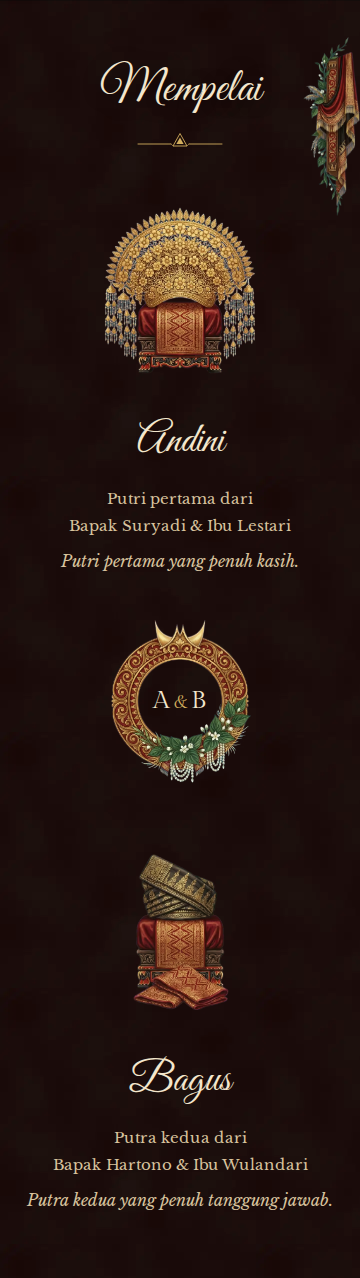 Mempelai
Andini
Putri pertama dari
Bapak Suryadi & Ibu Lestari
Putri pertama yang penuh kasih.
A & B
Bagus
Putra kedua dari
Bapak Hartono & Ibu Wulandari
Putra kedua yang penuh tanggung jawab.